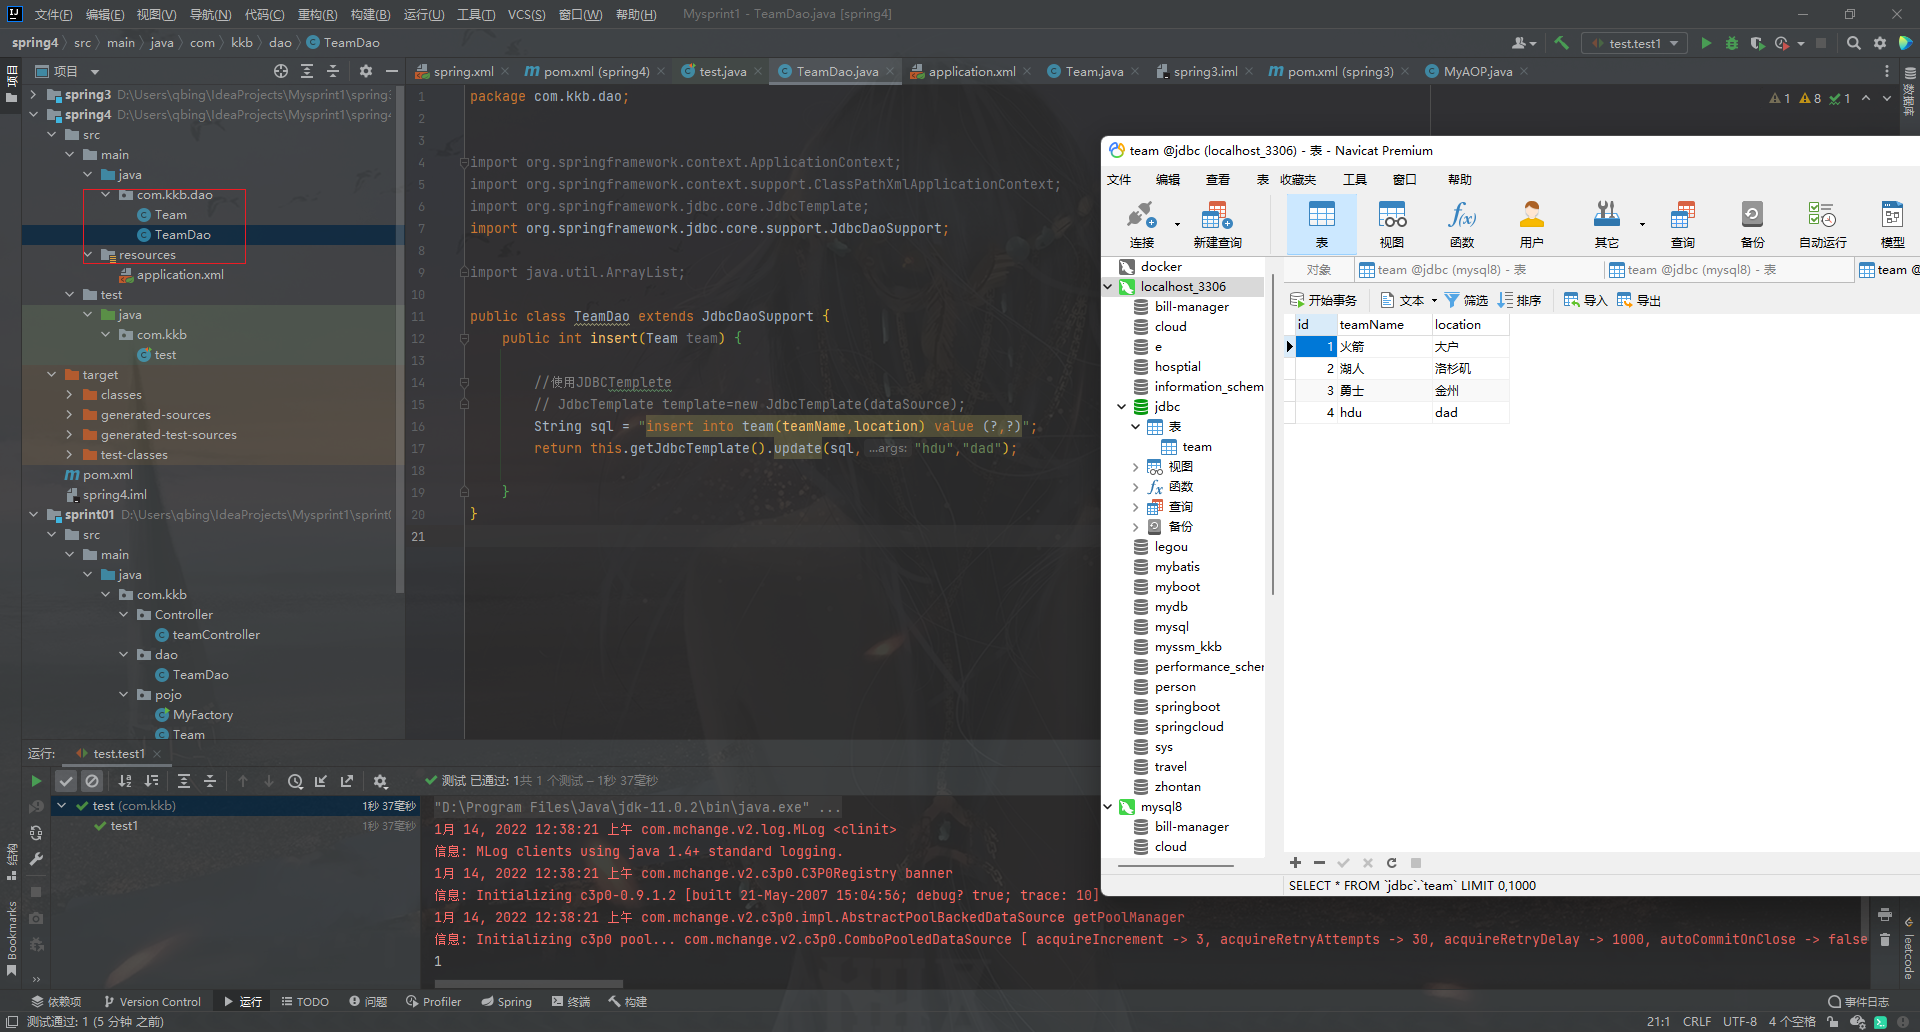 文件(F) 编辑(E) 视图(V) 导航(N) 代码(C) 重构(R) 构建(B) 运行(U) 工具(T) VCS(S) 窗口(W) 帮助(H) Mysprint1 - TeamDao.java [spring4]
spring4 src main java com kkb dao TeamDao
test.test1
项目
spring.xml pom.xml (spring4) test.java TeamDao.java application.xml Team.java spring3.iml pom.xml (spring3) MyAOP.java
项目
数据库
spring3 D:\Users\qbing\IdeaProjects\Mysprint1\spring3
spring4 D:\Users\qbing\IdeaProjects\Mysprint1\spring4
src
main
java
com.kkb.dao
Team
TeamDao
resources
application.xml
test
java
com.kkb
test
target
classes
generated-sources
generated-test-sources
test-classes
pom.xml
spring4.iml
sprint01 D:\Users\qbing\IdeaProjects\Mysprint1\sprint0
src
main
java
com.kkb
Controller
teamController
dao
TeamDao
pojo
MyFactory
Team
1 8 1
1 package com.kkb.dao;
2
3
4 import org.springframework.context.ApplicationContext;
5 import org.springframework.context.support.ClassPathXmlApplicationContext;
6 import org.springframework.jdbc.core.JdbcTemplate;
7 import org.springframework.jdbc.core.support.JdbcDaoSupport;
8
9 import java.util.ArrayList;
10
11 public class TeamDao extends JdbcDaoSupport {
12 public int insert(Team team) {
13
14 //使用JDBCTemplete
15 // JdbcTemplate template=new JdbcTemplate(dataSource);
16 String sql = "insert into team(teamName,location) value (?,?)";
17 return this.getJdbcTemplate().update(sql, ...args: "hdu","dad");
18
19 }
20 }
21
team @jdbc (localhost_3306) - 表 - Navicat Premium
文件 编辑 查看 表 收藏夹 工具 窗口 帮助
连接 新建查询 表 视图 函数 用户 其它 查询 备份 自动运行 模型
对象 team @jdbc (mysql8) - 表 team @jdbc (mysql8) - 表 team @
开始事务 文本 筛选 排序 导入 导出
docker
localhost_3306
bill-manager
cloud
e
hosptial
information_schem
jdbc
表
team
视图
函数
查询
备份
legou
mybatis
myboot
mydb
mysql
myssm_kkb
performance_scher
person
springboot
springcloud
sys
travel
zhontan
mysql8
bill-manager
cloud
id teamName location
1 火箭 大户
2 湖人 洛杉矶
3 勇士 金州
4 hdu dad
SELECT * FROM `jdbc`.`team` LIMIT 0,1000
运行: test.test1
测试 已通过: 1共 1 个测试 – 1秒 37毫秒
test (com.kkb) 1秒 37毫秒
test1 1秒 37毫秒
"D:\Program Files\Java\jdk-11.0.2\bin\java.exe" ...
1月 14, 2022 12:38:21 上午 com.mchange.v2.log.MLog <clinit>
信息: MLog clients using java 1.4+ standard logging.
1月 14, 2022 12:38:21 上午 com.mchange.v2.c3p0.C3P0Registry banner
信息: Initializing c3p0-0.9.1.2 [built 21-May-2007 15:04:56; debug? true; trace: 10]
1月 14, 2022 12:38:21 上午 com.mchange.v2.c3p0.impl.AbstractPoolBackedDataSource getPoolManager
信息: Initializing c3p0 pool... com.mchange.v2.c3p0.ComboPooledDataSource [ acquireIncrement -> 3, acquireRetryAttempts -> 30, acquireRetryDelay -> 1000, autoCommitOnClose -> false
1
结构
Bookmarks
leetcode
依赖项 Version Control 运行 TODO 问题 Profiler Spring 终端 构建 事件日志
测试通过: 1 (5 分钟 之前) 21:1 CRLF UTF-8 4 个空格